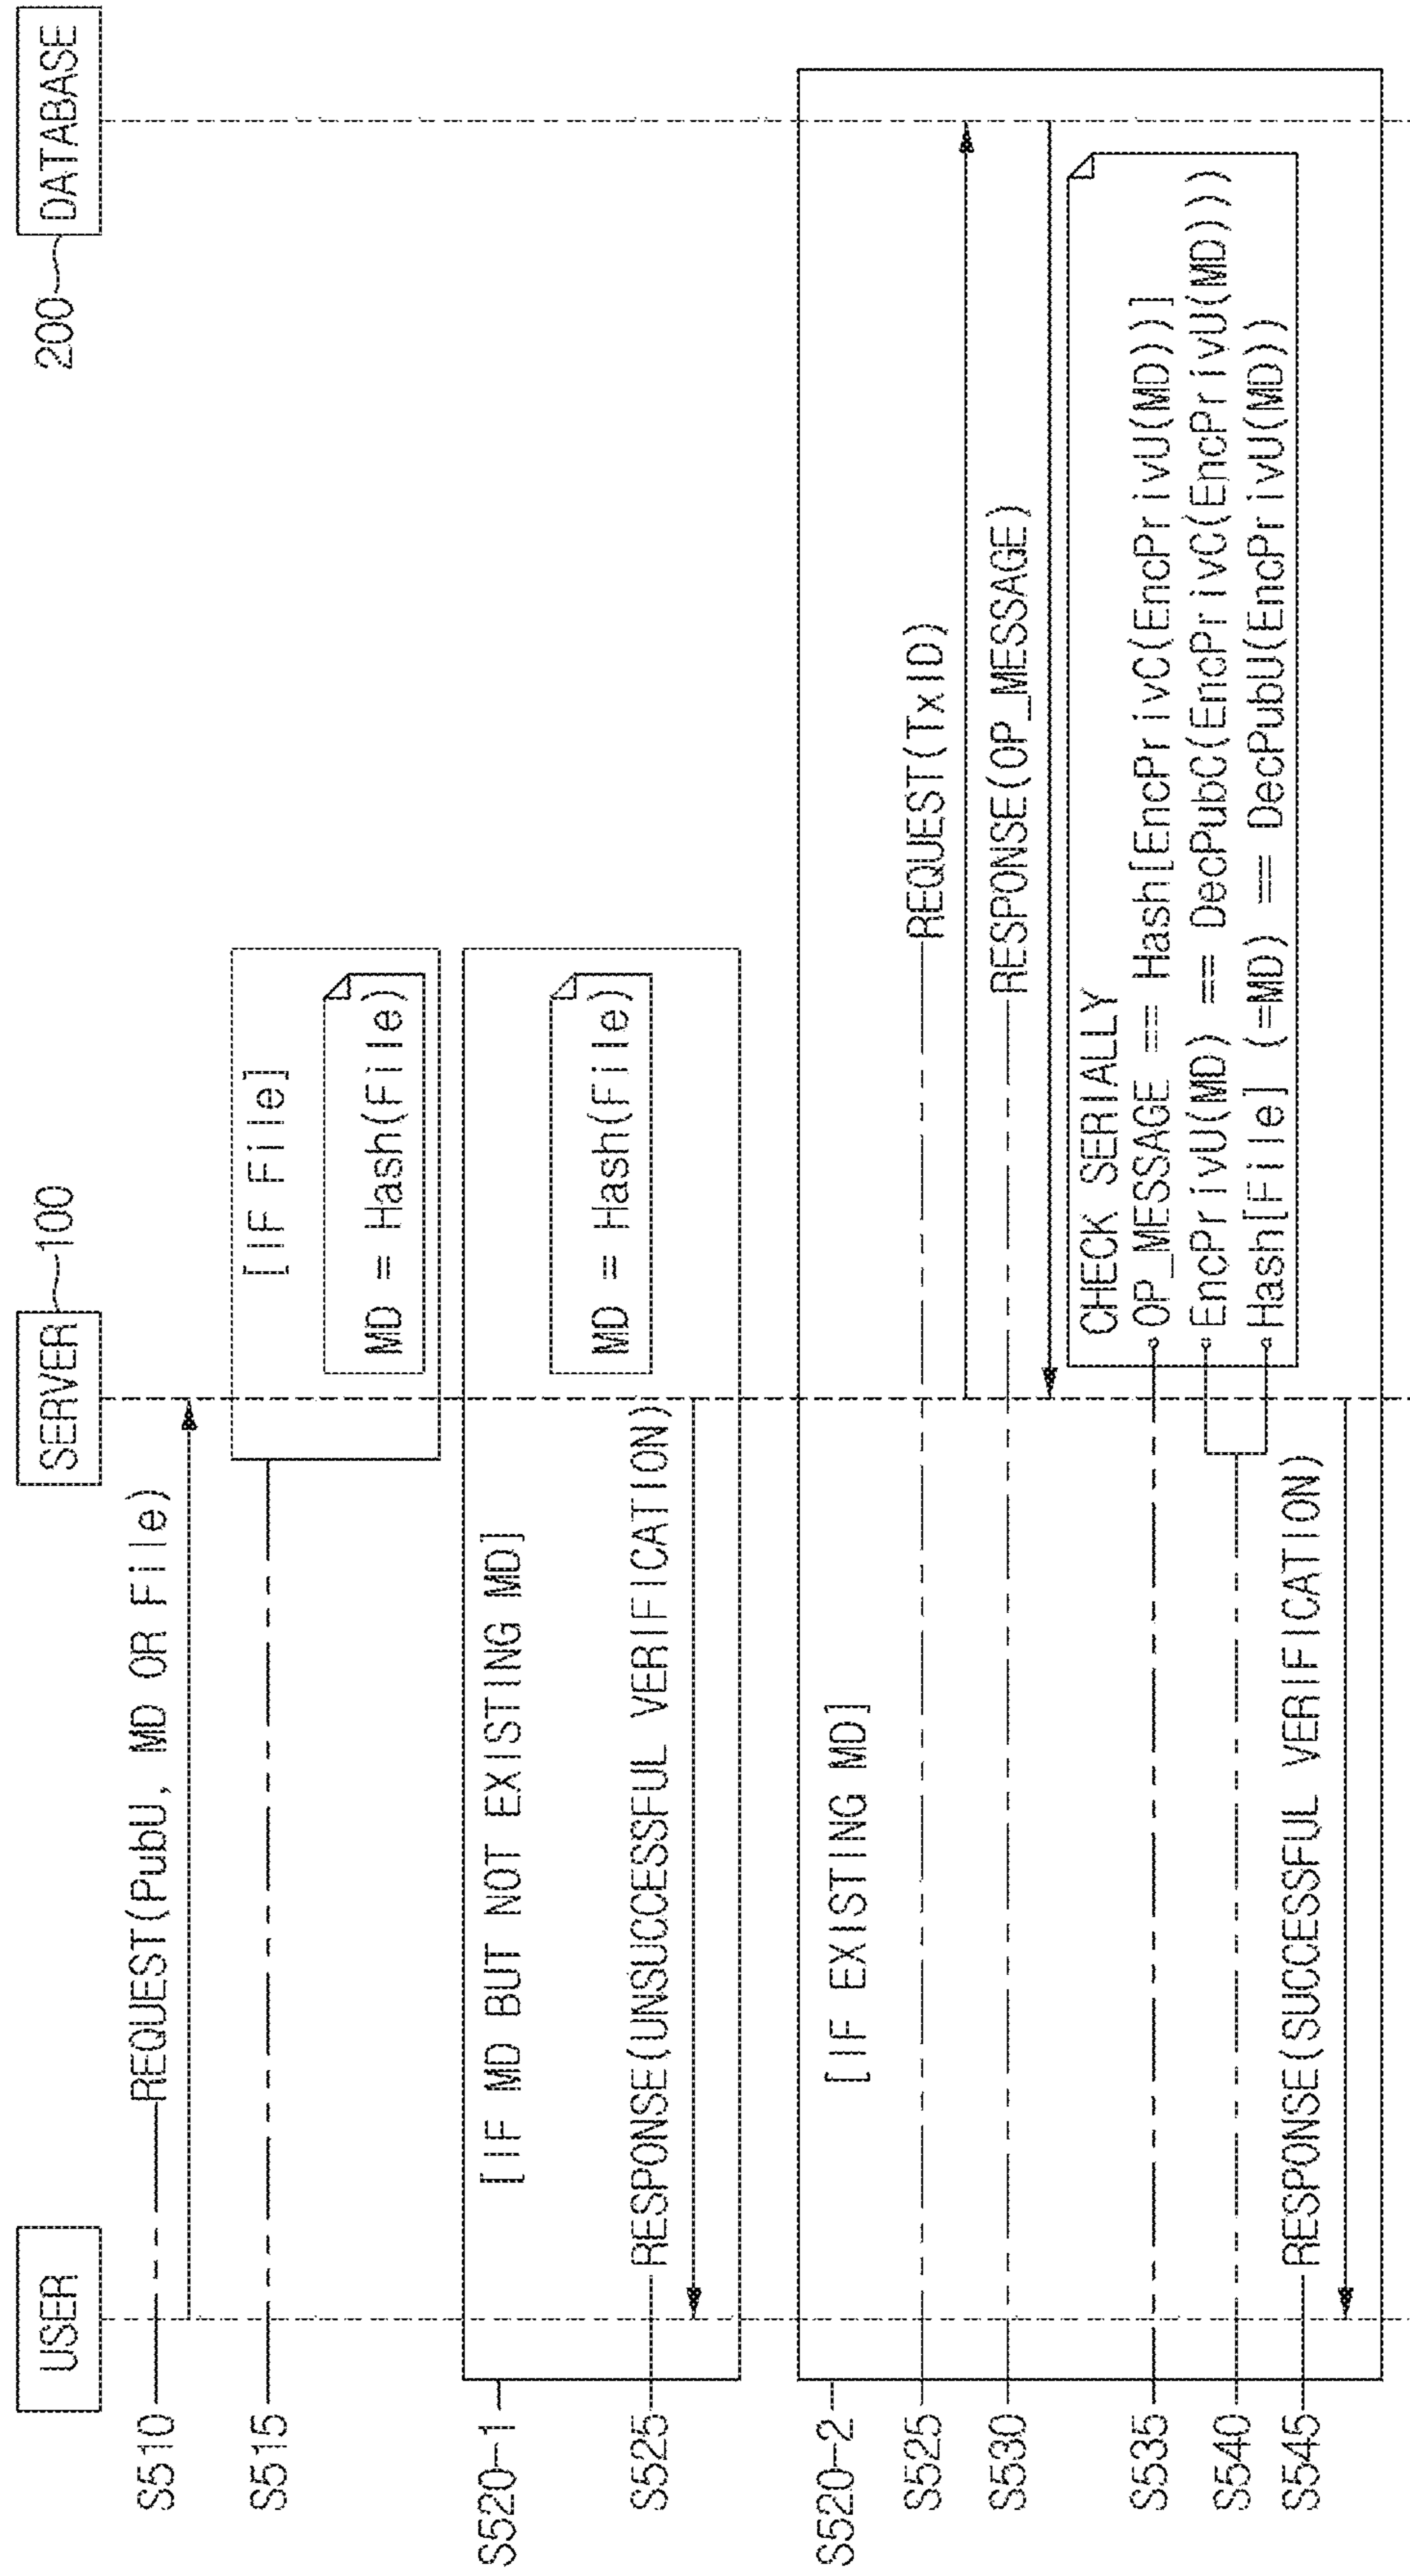 USER
SERVER 100
200 DATABASE
S510 REQUEST(PubU, MD OR File)
S515 [IF File]
MD = Hash(File)
S520-1 [IF MD BUT NOT EXISTING MD]
MD = Hash(File)
S525 RESPONSE(UNSUCCESSFUL VERIFICATION)
S520-2 [IF EXISTING MD]
S525 REQUEST(TxID)
S530 RESPONSE(OP_MESSAGE)
CHECK SERIALLY
S535 OP_MESSAGE == Hash[EncPrivC(EncPrivU(MD))]
S540 EncPrivU(MD) == DecPubC(EncPrivC(EncPrivU(MD)))
Hash[File] (=MD) == DecPubU(EncPrivU(MD))
S545 RESPONSE(SUCCESSFUL VERIFICATION)